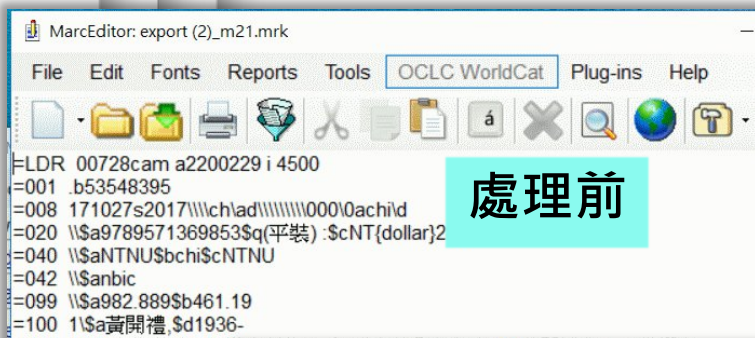 MarcEditor: export (2)_m21.mrk
File Edit Fonts Reports Tools OCLC WorldCat Plug-ins Help
á
處理前
=LDR 00728cam a2200229 i 4500
=001 .b53548395
=008 171027s2017\\\\ch\ad\\\\\\\\\000\0achi\d
=020 \\$a9789571369853$q(平裝) :$cNT{dollar}2
=040 \\$aNTNU$bchi$cNTNU
=042 \\$anbic
=099 \\$a982.889$b461.19
=100 1\$a黃開禮,$d1936-